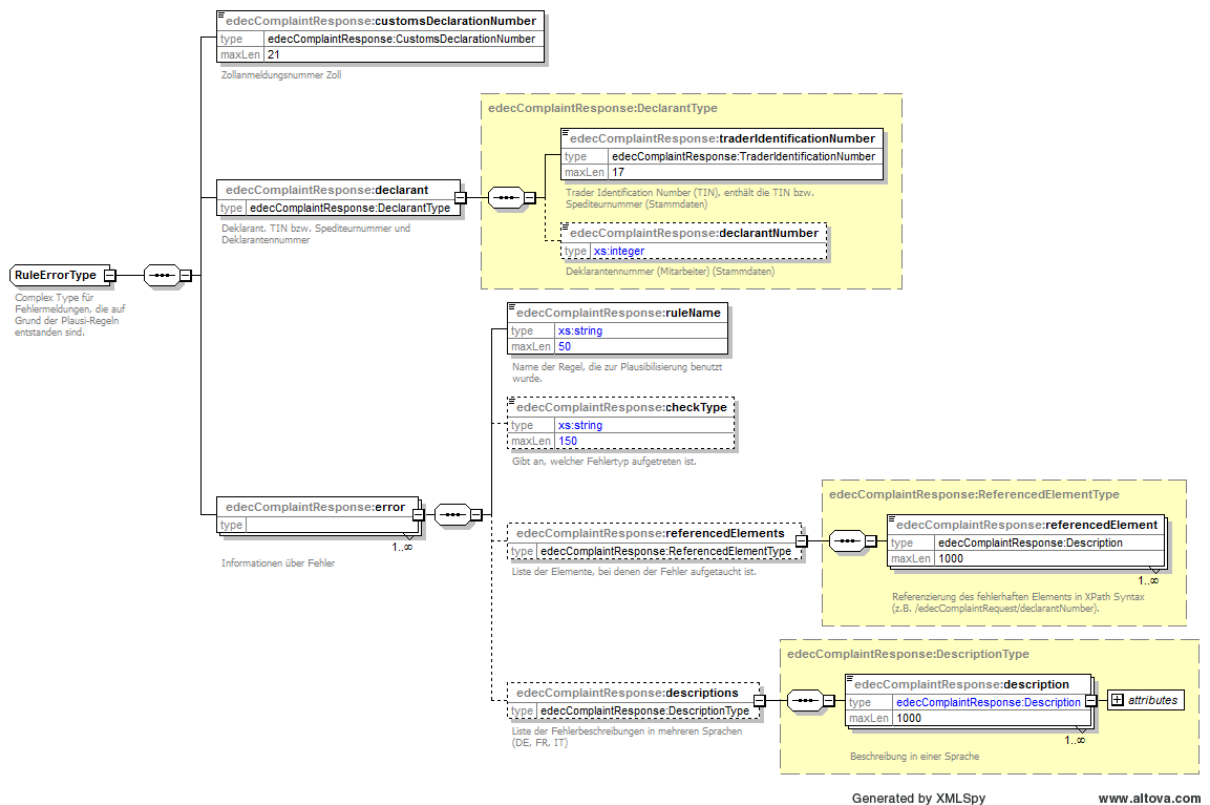 edecComplaintResponse:customsDeclarationNumber
type edecComplaintResponse:CustomsDeclarationNumber
maxLen 21
Zollanmeldungsnummer Zoll
edecComplaintResponse:DeclarantType
edecComplaintResponse:traderIdentificationNumber
type edecComplaintResponse:TraderIdentificationNumber
maxLen 17
Trader Identification Number (TIN), enthält die TIN bzw.
Spediteurnummer (Stammdaten)
edecComplaintResponse:declarant
type edecComplaintResponse:DeclarantType
Deklarant. TIN bzw. Spediteurnummer und
Deklarantennummer
edecComplaintResponse:declarantNumber
type xs:integer
Deklarantennummer (Mitarbeiter) (Stammdaten)
RuleErrorType
Complex Type für
Fehlermeldungen, die auf
Grund der Plausi-Regeln
entstanden sind.
edecComplaintResponse:ruleName
type xs:string
maxLen 50
Name der Regel, die zur Plausibilisierung benutzt
wurde.
edecComplaintResponse:checkType
type xs:string
maxLen 150
Gibt an, welcher Fehlertyp aufgetreten ist.
edecComplaintResponse:error
type
1..∞
Informationen über Fehler
edecComplaintResponse:ReferencedElementType
edecComplaintResponse:referencedElements
type edecComplaintResponse:ReferencedElementType
Liste der Elemente, bei denen der Fehler aufgetaucht ist.
edecComplaintResponse:referencedElement
type edecComplaintResponse:Description
maxLen 1000
1..∞
Referenzierung des fehlerhaften Elements in XPath Syntax
(z.B. /edecComplaintRequest/declarantNumber).
edecComplaintResponse:DescriptionType
edecComplaintResponse:descriptions
type edecComplaintResponse:DescriptionType
Liste der Fehlerbeschreibungen in mehreren Sprachen
(DE, FR, IT)
edecComplaintResponse:description
type edecComplaintResponse:Description
maxLen 1000
attributes
1..∞
Beschreibung in einer Sprache
Generated by XMLSpy www.altova.com